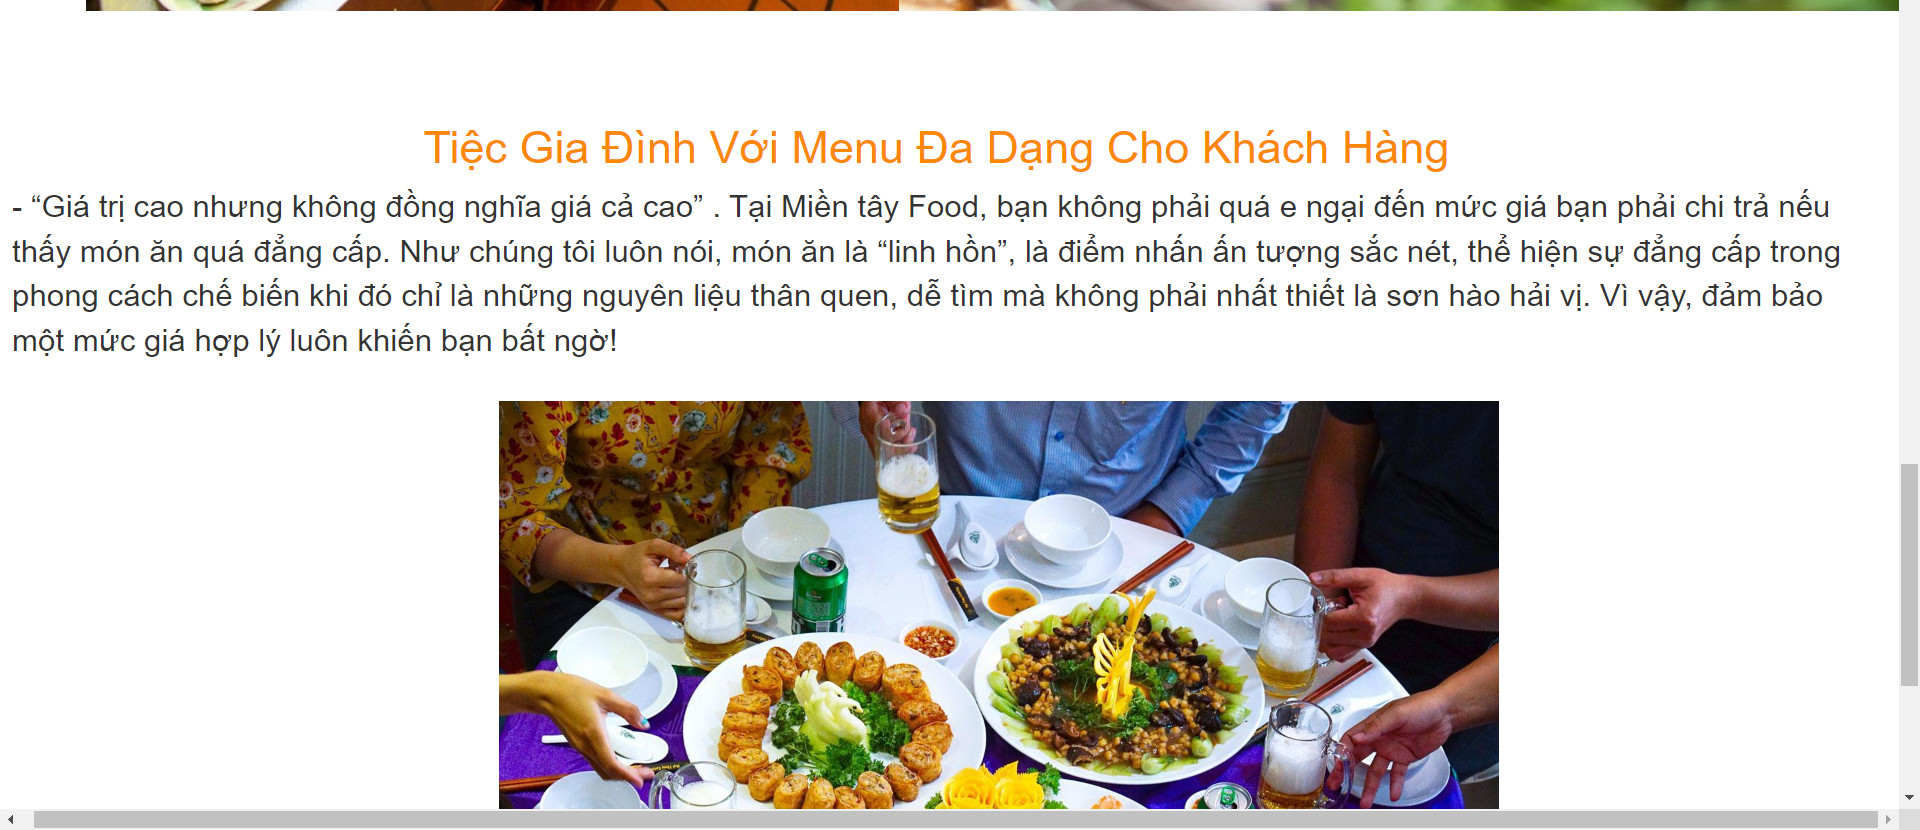 Tiệc Gia Đình Với Menu Đa Dạng Cho Khách Hàng
- “Giá trị cao nhưng không đồng nghĩa giá cả cao” . Tại Miền tây Food, bạn không phải quá e ngại đến mức giá bạn phải chi trả nếu
thấy món ăn quá đẳng cấp. Như chúng tôi luôn nói, món ăn là “linh hồn”, là điểm nhấn ấn tượng sắc nét, thể hiện sự đẳng cấp trong
phong cách chế biến khi đó chỉ là những nguyên liệu thân quen, dễ tìm mà không phải nhất thiết là sơn hào hải vị. Vì vậy, đảm bảo
một mức giá hợp lý luôn khiến bạn bất ngờ!